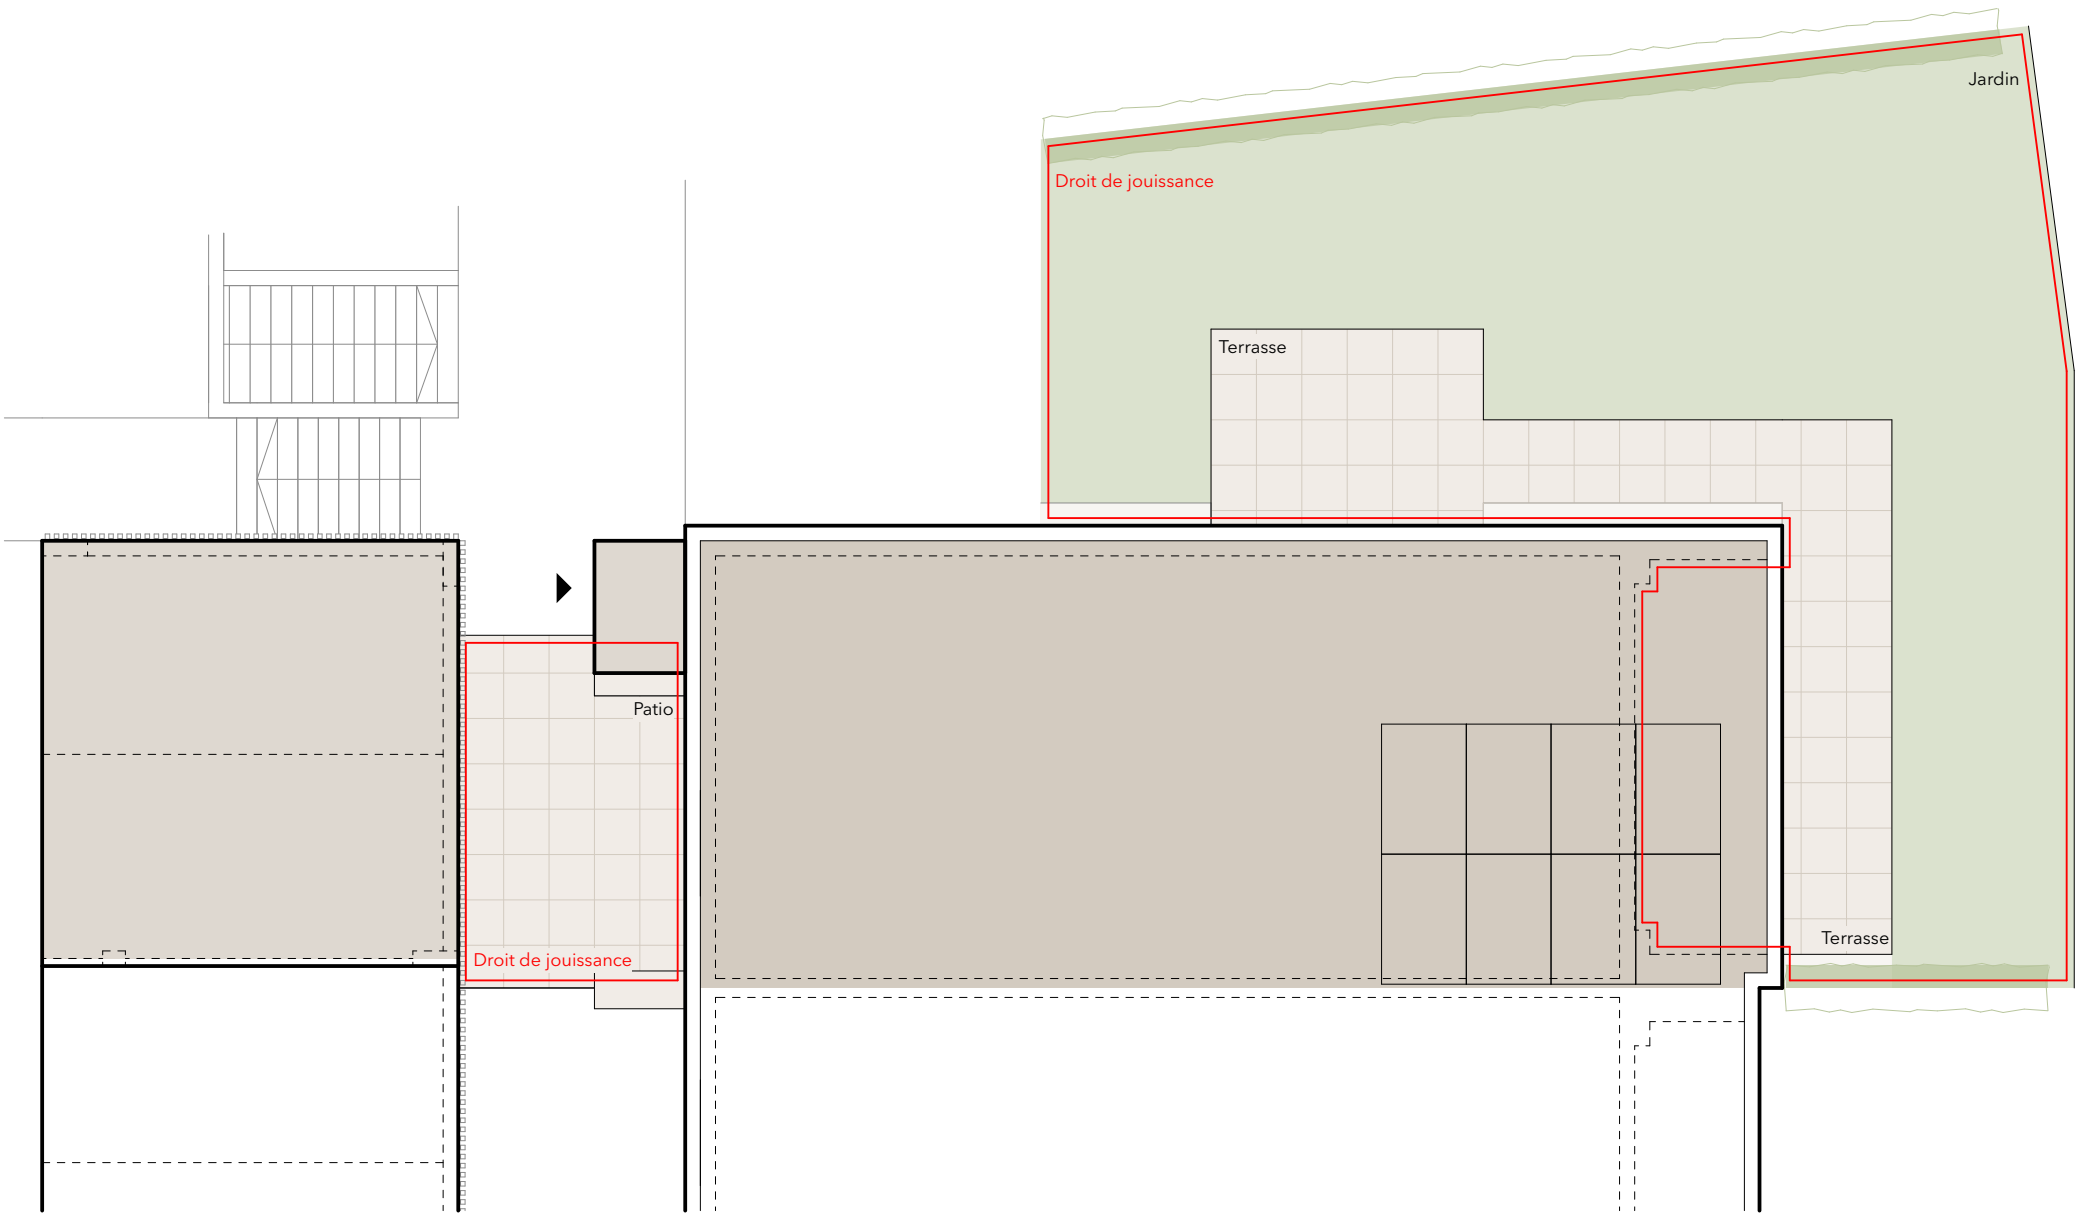 Jardin
Droit de jouissance
Terrasse
Patio
Terrasse
Droit de jouissance